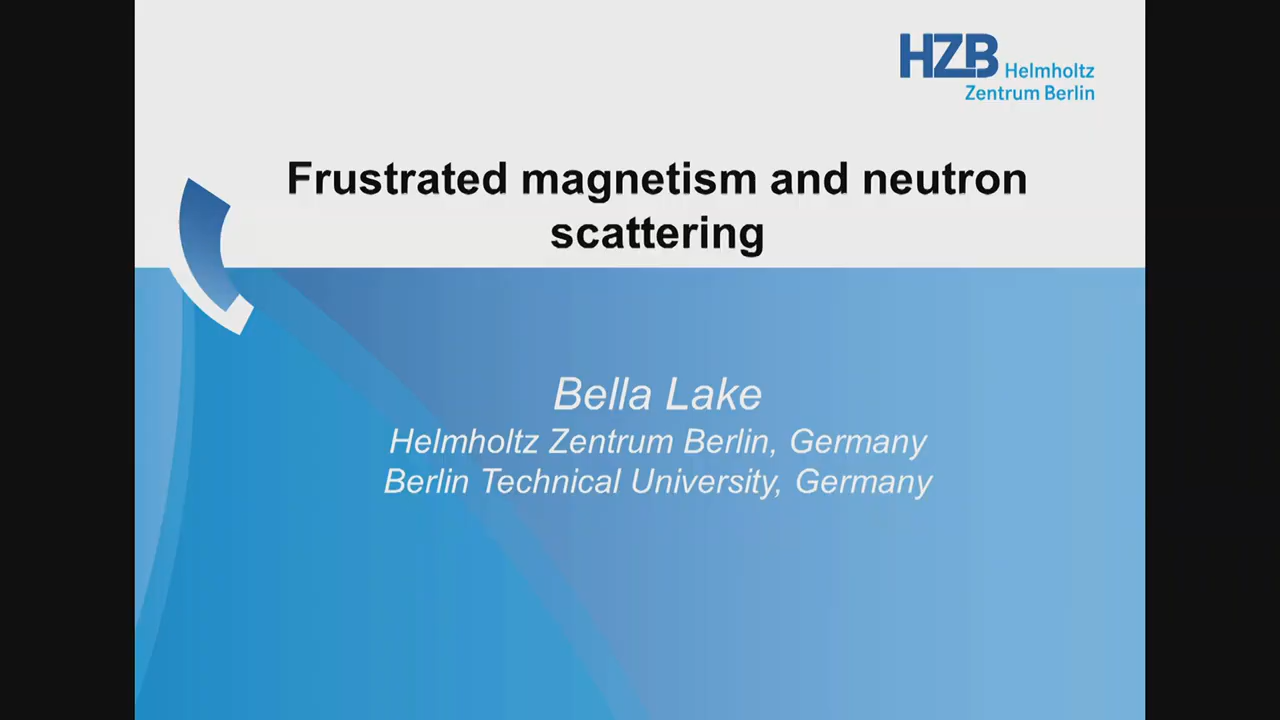 HZB Helmholtz
Zentrum Berlin
Frustrated magnetism and neutron
scattering
Bella Lake
Helmholtz Zentrum Berlin, Germany
Berlin Technical University, Germany